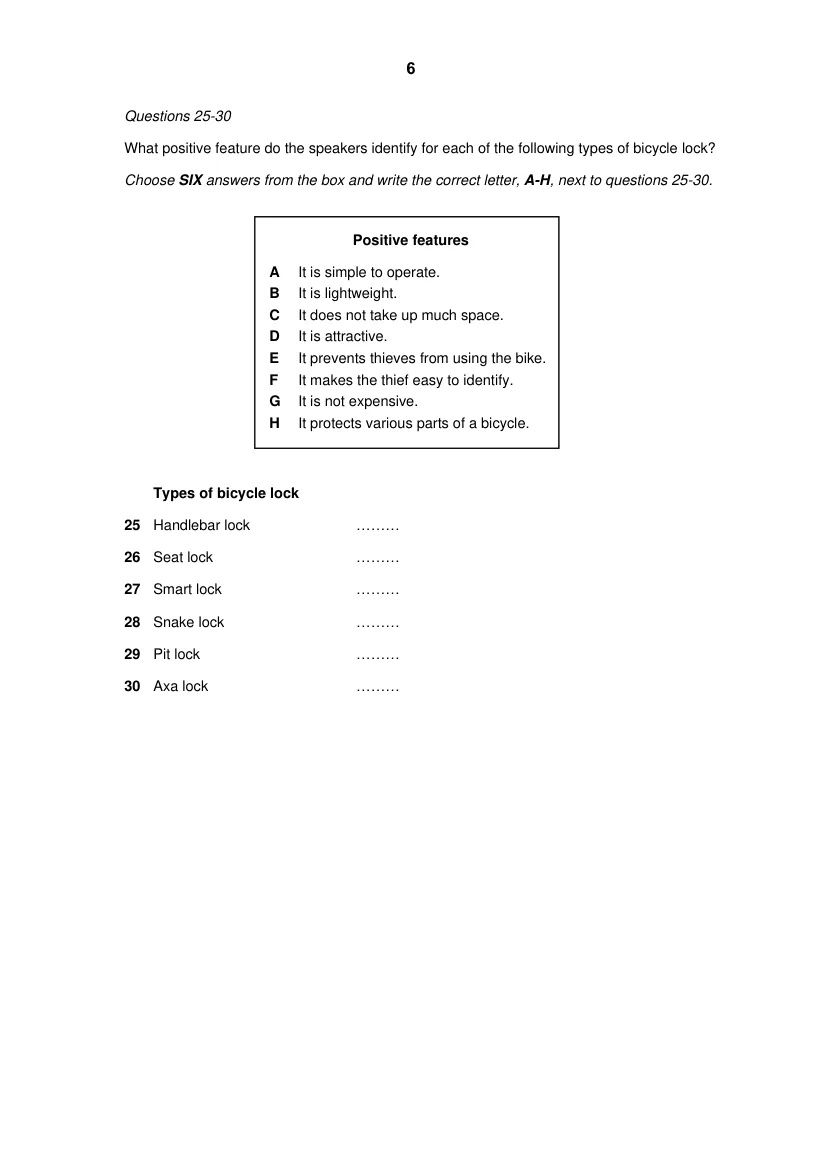 6
Questions 25-30
What positive feature do the speakers identify for each of the following types of bicycle lock?
Choose SIX answers from the box and write the correct letter, A-H, next to questions 25-30.
Positive features
A It is simple to operate.
B It is lightweight.
C It does not take up much space.
D It is attractive.
E It prevents thieves from using the bike.
F It makes the thief easy to identify.
G It is not expensive.
H It protects various parts of a bicycle.
Types of bicycle lock
25 Handlebar lock ………
26 Seat lock ………
27 Smart lock ………
28 Snake lock ………
29 Pit lock ………
30 Axa lock ………